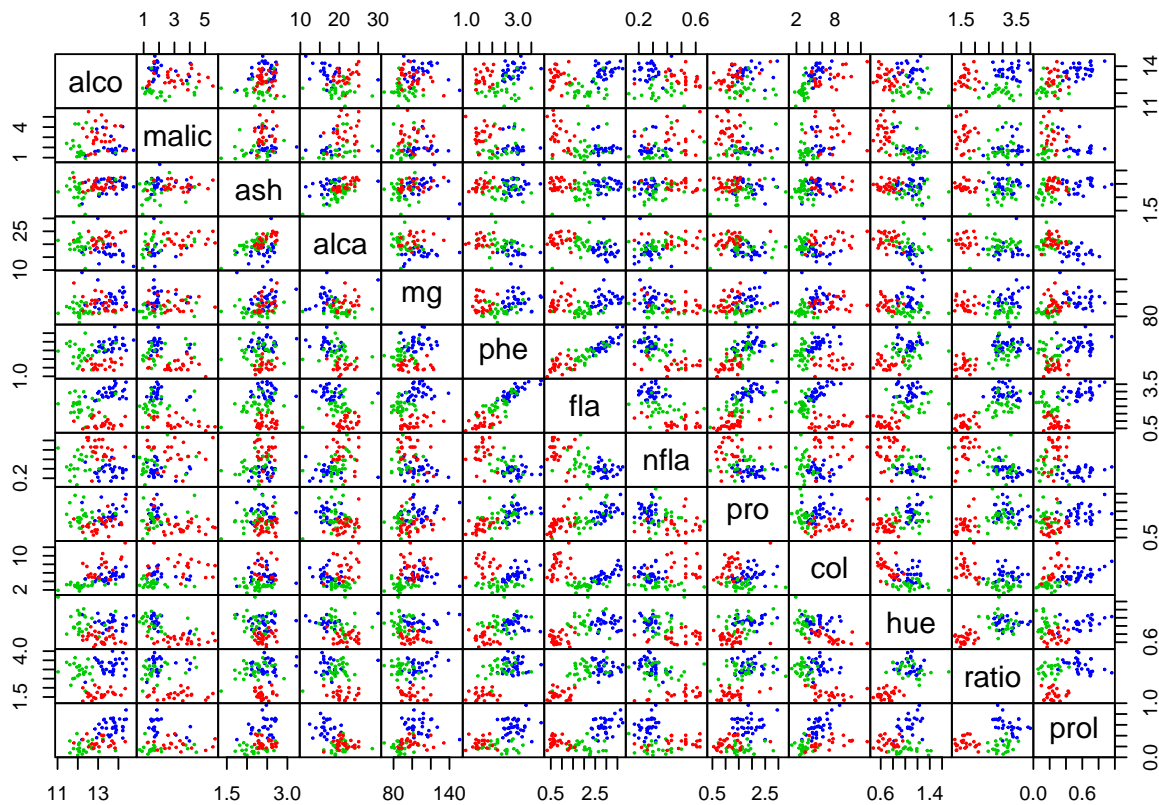 1 3 5 10 20 30 1.0 3.0 0.2 0.6 2 8 1.5 3.5
alco 11 14
1 4 malic
ash 1.5
10 25 alca
mg 80
1.0 phe
fla 0.5 3.5
0.2 nfla
pro 0.5
2 10 col
hue 0.6
1.5 4.0 ratio
prol 0.0 1.0
11 13 1.5 3.0 80 140 0.5 2.5 0.5 2.5 0.6 1.4 0.0 0.6